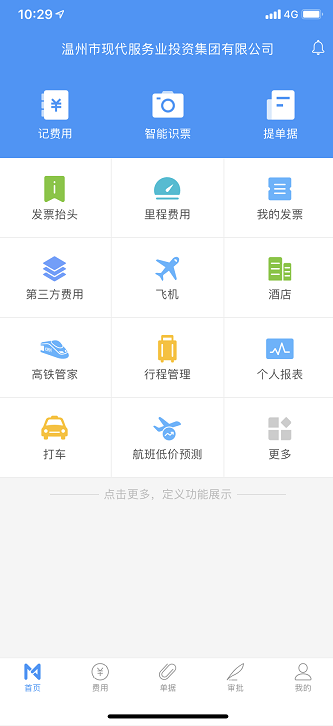 10:29 4G
温州市现代服务业投资集团有限公司
记费用 智能识票 提单据
发票抬头 里程费用 我的发票
第三方费用 飞机 酒店
高铁管家 行程管理 个人报表
打车 航班低价预测 更多
点击更多，定义功能展示
首页 费用 单据 审批 我的